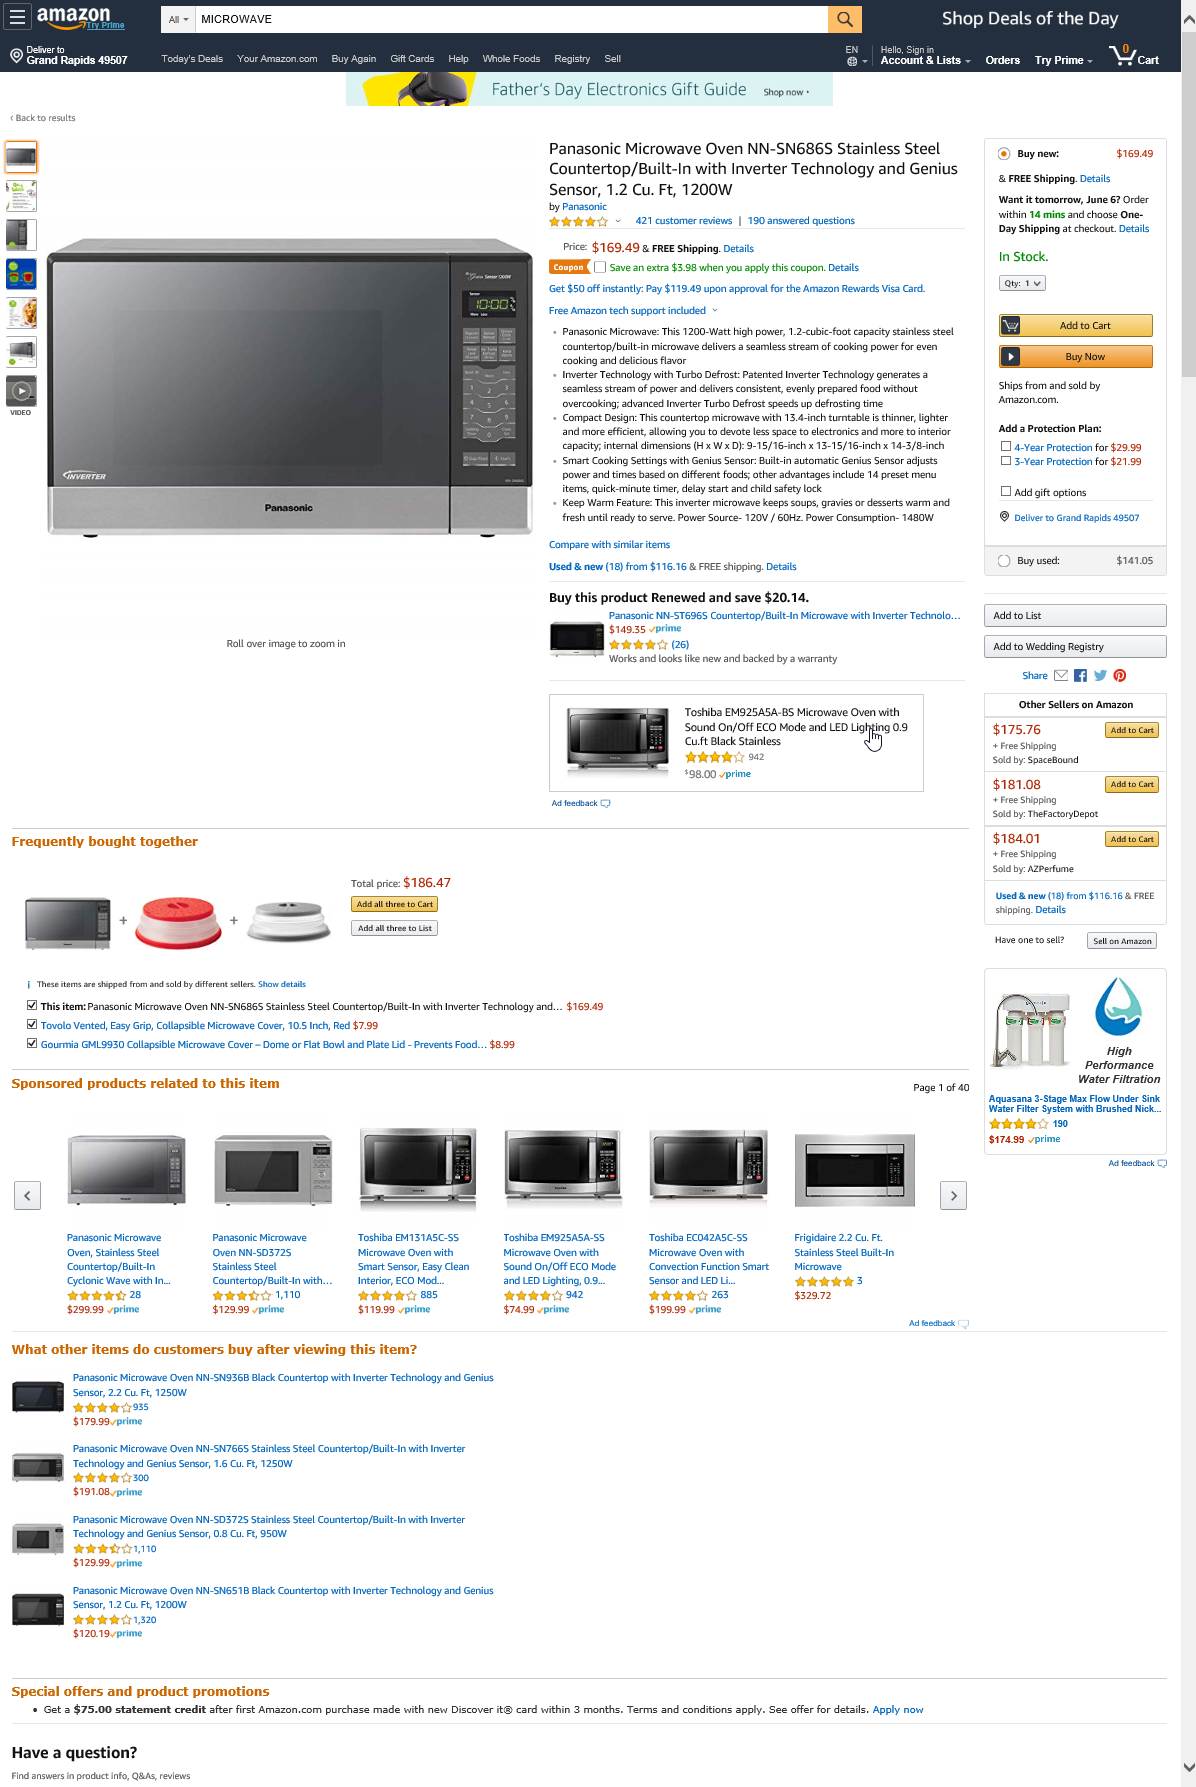 amazon
Try Prime
All
MICROWAVE
Shop Deals of the Day
Deliver to
Grand Rapids 49507
Today's Deals Your Amazon.com Buy Again Gift Cards Help Whole Foods Registry Sell
EN
Hello, Sign in
Account & Lists
Orders
Try Prime
0
Cart
Father's Day Electronics Gift Guide Shop now ›
‹ Back to results
VIDEO
Sensor 1200W
10:00
INVERTER
Panasonic
Roll over image to zoom in
Panasonic Microwave Oven NN-SN686S Stainless Steel
Countertop/Built-In with Inverter Technology and Genius
Sensor, 1.2 Cu. Ft, 1200W
by Panasonic
421 customer reviews | 190 answered questions
Price: $169.49 & FREE Shipping. Details
Coupon Save an extra $3.98 when you apply this coupon. Details
Get $50 off instantly: Pay $119.49 upon approval for the Amazon Rewards Visa Card.
Free Amazon tech support included
• Panasonic Microwave: This 1200-Watt high power, 1.2-cubic-foot capacity stainless steel
countertop/built-in microwave delivers a seamless stream of cooking power for even
cooking and delicious flavor
• Inverter Technology with Turbo Defrost: Patented Inverter Technology generates a
seamless stream of power and delivers consistent, evenly prepared food without
overcooking; advanced Inverter Turbo Defrost speeds up defrosting time
• Compact Design: This countertop microwave with 13.4-inch turntable is thinner, lighter
and more efficient, allowing you to devote less space to electronics and more to interior
capacity; internal dimensions (H x W x D): 9-15/16-inch x 13-15/16-inch x 14-3/8-inch
• Smart Cooking Settings with Genius Sensor: Built-in automatic Genius Sensor adjusts
power and times based on different foods; other advantages include 14 preset menu
items, quick-minute timer, delay start and child safety lock
• Keep Warm Feature: This inverter microwave keeps soups, gravies or desserts warm and
fresh until ready to serve. Power Source- 120V / 60Hz. Power Consumption- 1480W
Compare with similar items
Used & new (18) from $116.16 & FREE shipping. Details
Buy this product Renewed and save $20.14.
Panasonic NN-ST696S Countertop/Built-In Microwave with Inverter Technolo...
$149.35 prime
(26)
Works and looks like new and backed by a warranty
Toshiba EM925A5A-BS Microwave Oven with
Sound On/Off ECO Mode and LED Lighting 0.9
Cu.ft Black Stainless
942
$98.00 prime
Ad feedback
Buy new: $169.49
& FREE Shipping. Details
Want it tomorrow, June 6? Order
within 14 mins and choose One-
Day Shipping at checkout. Details
In Stock.
Qty: 1
Add to Cart
Buy Now
Ships from and sold by
Amazon.com.
Add a Protection Plan:
4-Year Protection for $29.99
3-Year Protection for $21.99
Add gift options
Deliver to Grand Rapids 49507
Buy used: $141.05
Add to List
Add to Wedding Registry
Share
Other Sellers on Amazon
$175.76 Add to Cart
+ Free Shipping
Sold by: SpaceBound
$181.08 Add to Cart
+ Free Shipping
Sold by: TheFactoryDepot
$184.01 Add to Cart
+ Free Shipping
Sold by: AZPerfume
Used & new (18) from $116.16 & FREE
shipping. Details
Have one to sell? Sell on Amazon
High
Performance
Water Filtration
Aquasana 3-Stage Max Flow Under Sink
Water Filter System with Brushed Nick...
190
$174.99 prime
Ad feedback
Frequently bought together
+ +
Total price: $186.47
Add all three to Cart
Add all three to List
i These items are shipped from and sold by different sellers. Show details
This item: Panasonic Microwave Oven NN-SN686S Stainless Steel Countertop/Built-In with Inverter Technology and... $169.49
Tovolo Vented, Easy Grip, Collapsible Microwave Cover, 10.5 Inch, Red $7.99
Gourmia GML9930 Collapsible Microwave Cover – Dome or Flat Bowl and Plate Lid - Prevents Food... $8.99
Sponsored products related to this item
Page 1 of 40
Panasonic Microwave
Oven, Stainless Steel
Countertop/Built-In
Cyclonic Wave with In...
28
$299.99 prime
Panasonic Microwave
Oven NN-SD372S
Stainless Steel
Countertop/Built-In with...
1,110
$129.99 prime
Toshiba EM131A5C-SS
Microwave Oven with
Smart Sensor, Easy Clean
Interior, ECO Mod...
885
$119.99 prime
Toshiba EM925A5A-SS
Microwave Oven with
Sound On/Off ECO Mode
and LED Lighting, 0.9...
942
$74.99 prime
Toshiba EC042A5C-SS
Microwave Oven with
Convection Function Smart
Sensor and LED Li...
263
$199.99 prime
Frigidaire 2.2 Cu. Ft.
Stainless Steel Built-In
Microwave
3
$329.72
Ad feedback
What other items do customers buy after viewing this item?
Panasonic Microwave Oven NN-SN936B Black Countertop with Inverter Technology and Genius
Sensor, 2.2 Cu. Ft, 1250W
935
$179.99 prime
Panasonic Microwave Oven NN-SN766S Stainless Steel Countertop/Built-In with Inverter
Technology and Genius Sensor, 1.6 Cu. Ft, 1250W
300
$191.08 prime
Panasonic Microwave Oven NN-SD372S Stainless Steel Countertop/Built-In with Inverter
Technology and Genius Sensor, 0.8 Cu. Ft, 950W
1,110
$129.99 prime
Panasonic Microwave Oven NN-SN651B Black Countertop with Inverter Technology and Genius
Sensor, 1.2 Cu. Ft, 1200W
1,320
$120.19 prime
Special offers and product promotions
• Get a $75.00 statement credit after first Amazon.com purchase made with new Discover it® card within 3 months. Terms and conditions apply. See offer for details. Apply now
Have a question?
Find answers in product info, Q&As, reviews